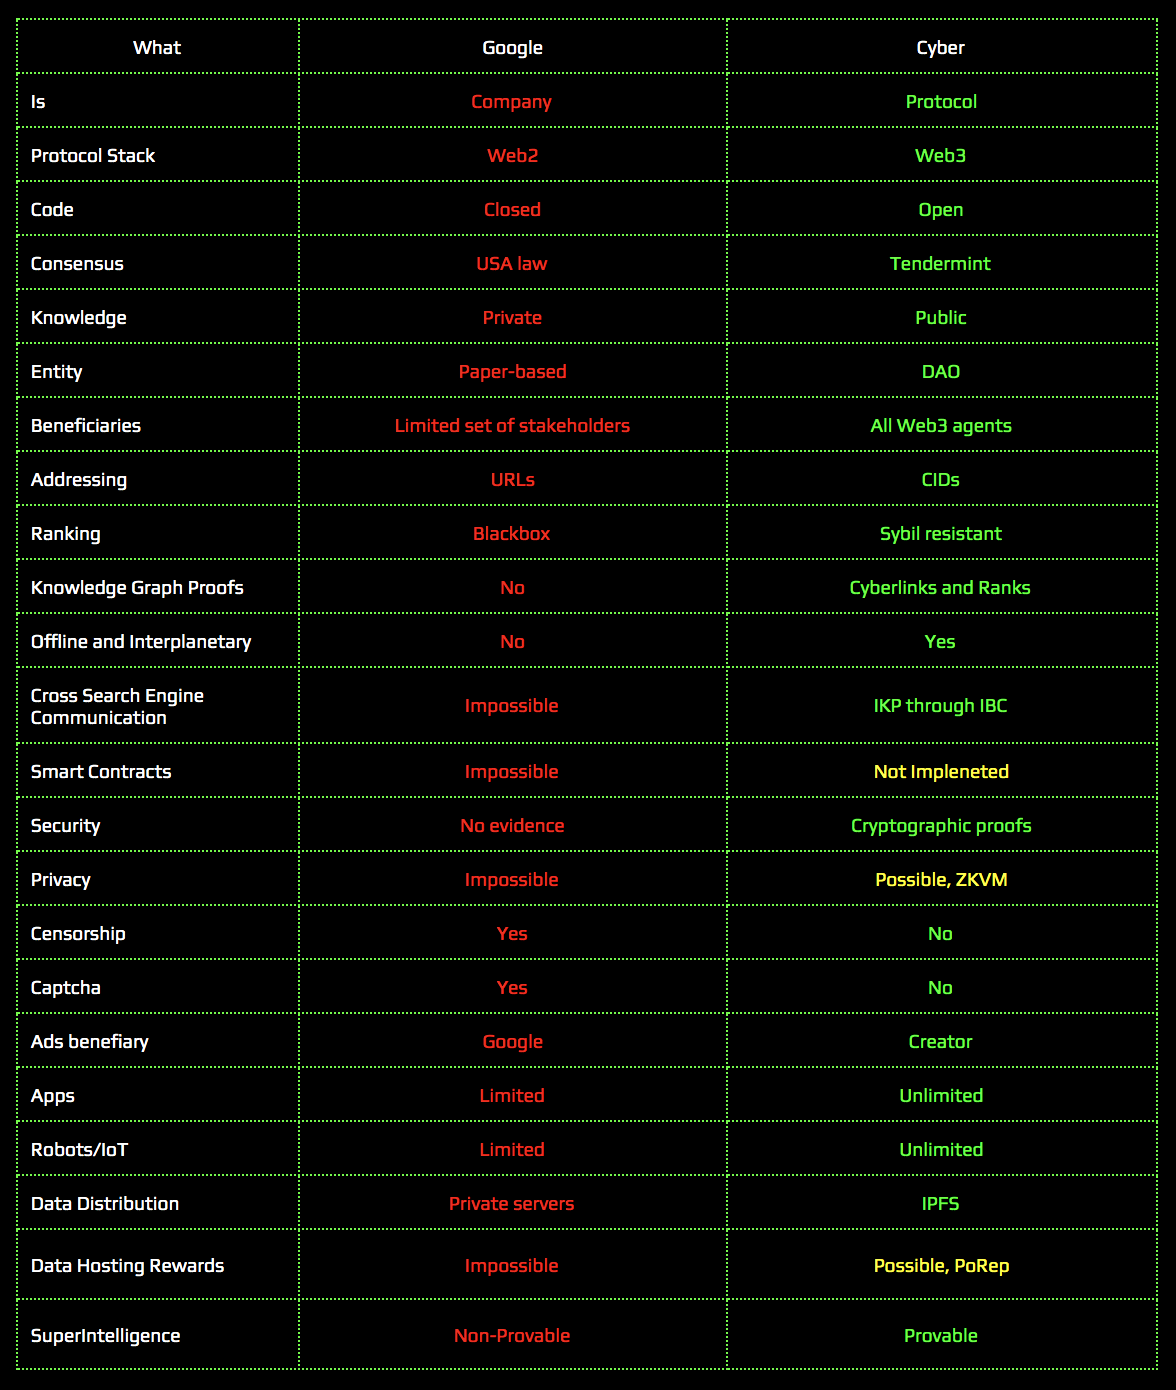 What Google Cyber
Is Company Protocol
Protocol Stack Web2 Web3
Code Closed Open
Consensus USA law Tendermint
Knowledge Private Public
Entity Paper-based DAO
Beneficiaries Limited set of stakeholders All Web3 agents
Addressing URLs CIDs
Ranking Blackbox Sybil resistant
Knowledge Graph Proofs No Cyberlinks and Ranks
Offline and Interplanetary No Yes
Cross Search Engine
Communication Impossible IKP through IBC
Smart Contracts Impossible Not Impleneted
Security No evidence Cryptographic proofs
Privacy Impossible Possible, ZKVM
Censorship Yes No
Captcha Yes No
Ads benefiary Google Creator
Apps Limited Unlimited
Robots/IoT Limited Unlimited
Data Distribution Private servers IPFS
Data Hosting Rewards Impossible Possible, PoRep
SuperIntelligence Non-Provable Provable